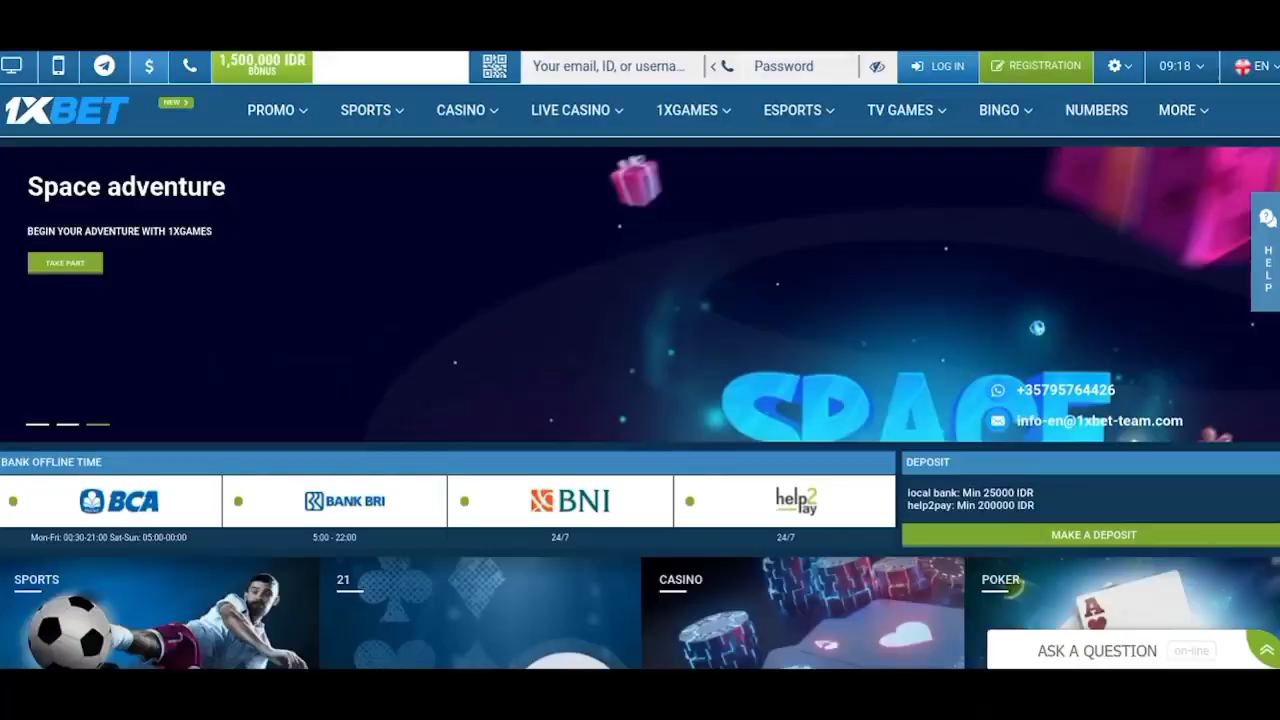 1,500,000 IDR
BONUS
Your email, ID, or userna...
Password
LOG IN
REGISTRATION
09:18
EN
1XBET
NEW
PROMO
SPORTS
CASINO
LIVE CASINO
1XGAMES
ESPORTS
TV GAMES
BINGO
NUMBERS
MORE
Space adventure
BEGIN YOUR ADVENTURE WITH 1XGAMES
TAKE PART
HELP
SPACE
+35795764426
info-en@1xbet-team.com
BANK OFFLINE TIME
BCA
BANK BRI
BNI
help2
pay
Mon-Fri: 00:30-21:00 Sat-Sun: 05:00-00:00
5:00 - 22:00
24/7
24/7
DEPOSIT
local bank: Min 25000 IDR
help2pay: Min 200000 IDR
MAKE A DEPOSIT
SPORTS
21
CASINO
POKER
A
ASK A QUESTION
on-line